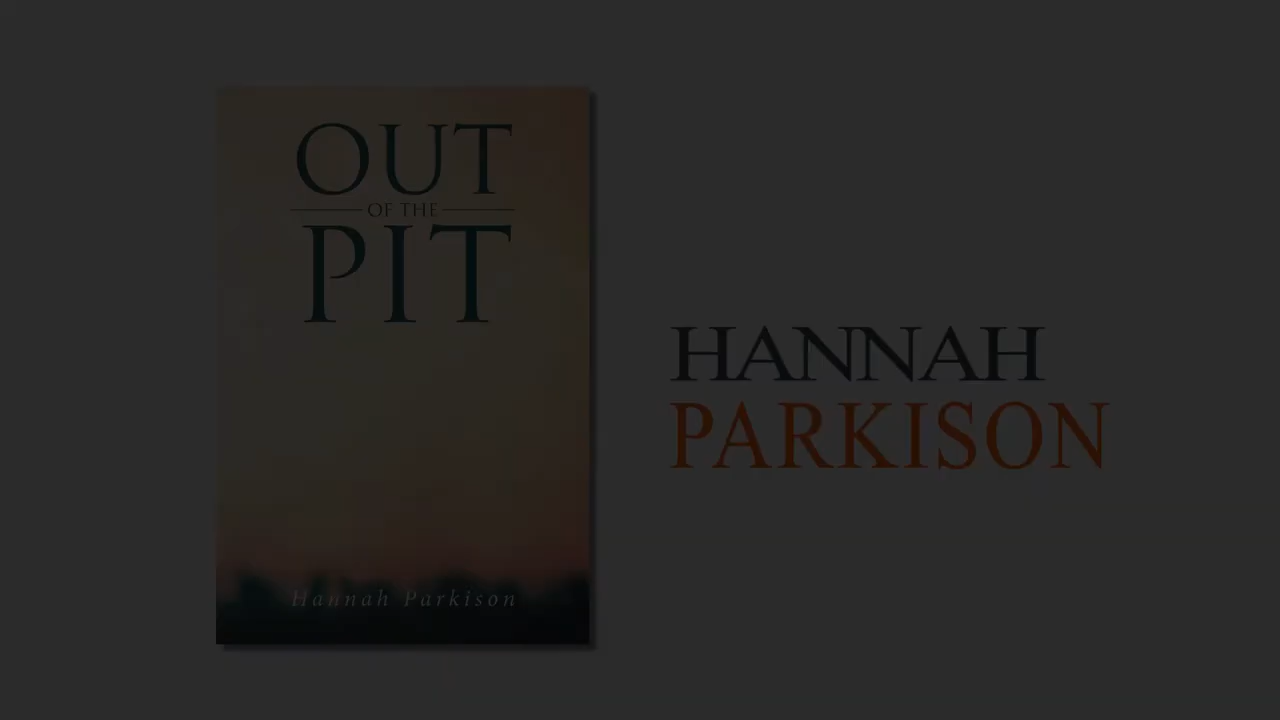 OUT
OF THE
PIT
Hannah Parkison
HANNAH
PARKISON